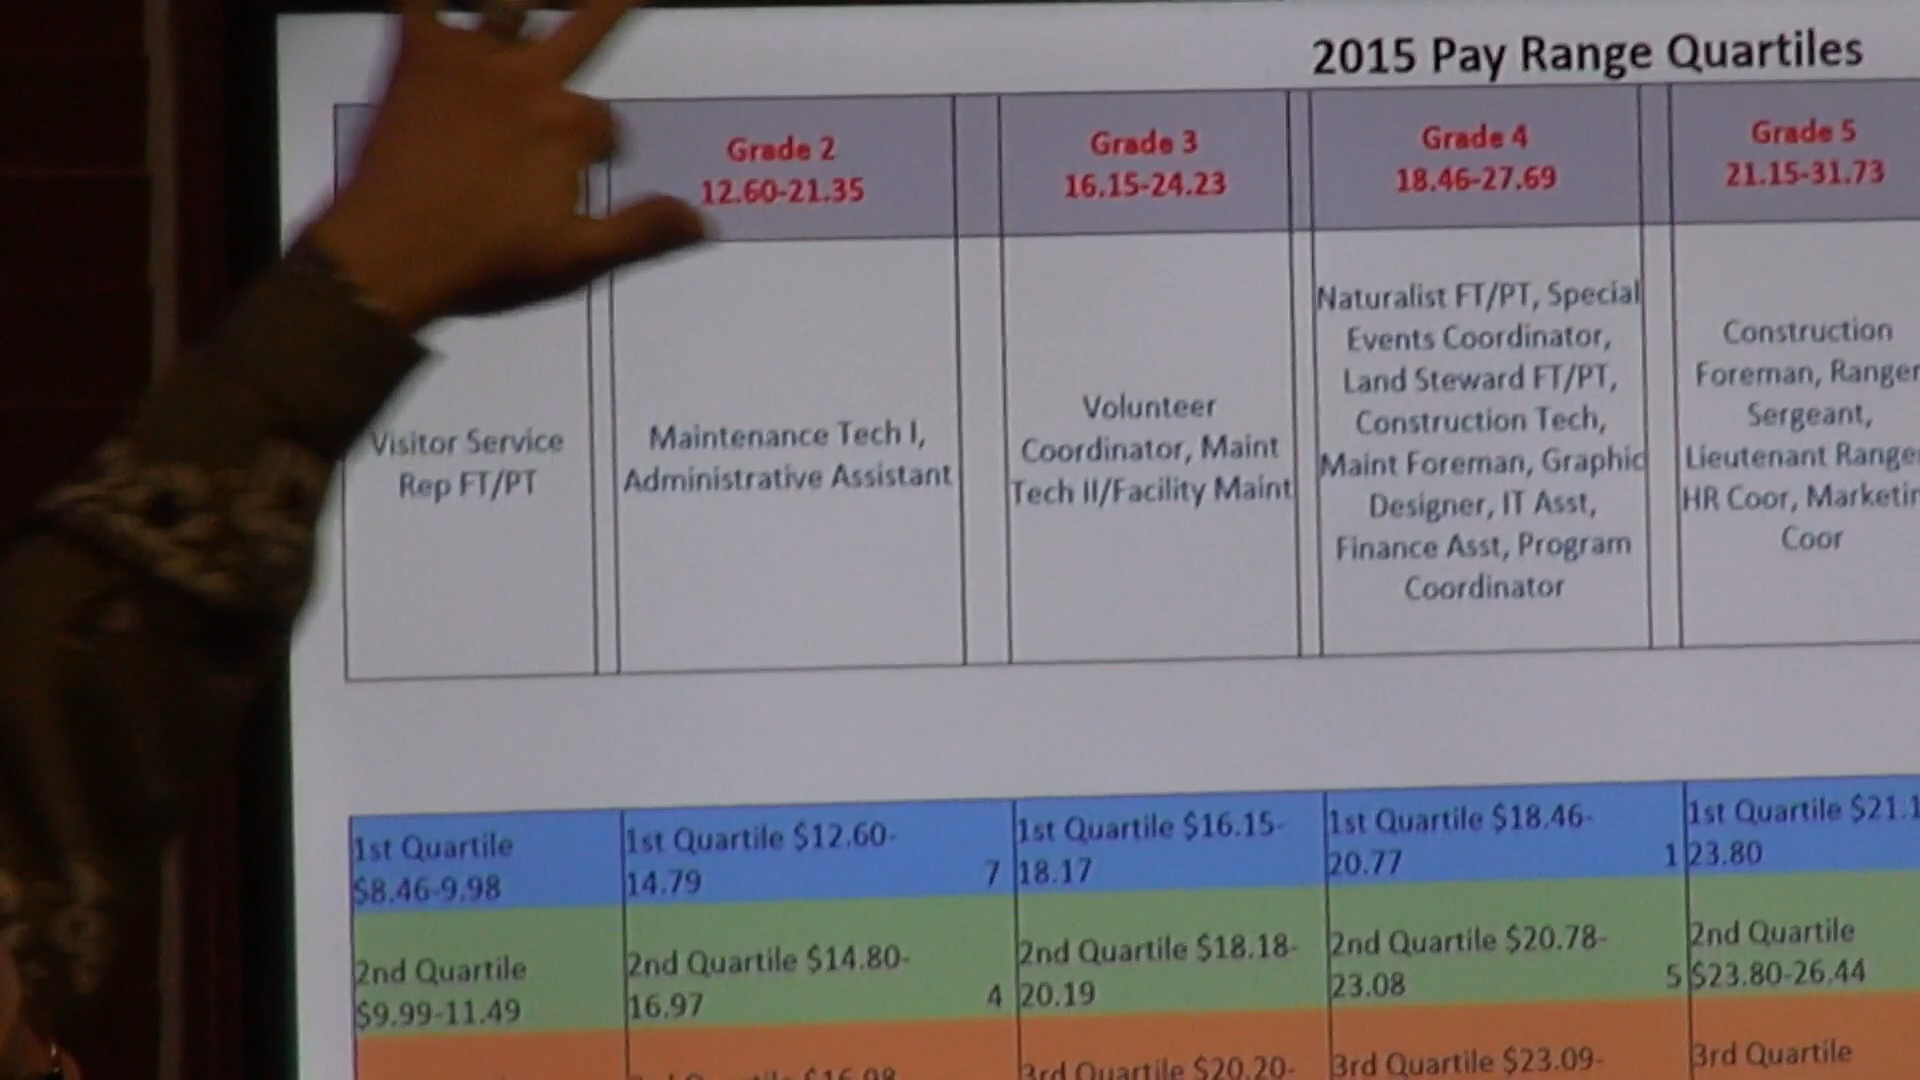 2015 Pay Range Quartiles
Grade 2
12.60-21.35
Grade 3
16.15-24.23
Grade 4
18.46-27.69
Grade 5
21.15-31.73
Visitor Service
Rep FT/PT
Maintenance Tech I,
Administrative Assistant
Volunteer
Coordinator, Maint
Tech II/Facility Maint
Naturalist FT/PT, Special
Events Coordinator,
Land Steward FT/PT,
Construction Tech,
Maint Foreman, Graphic
Designer, IT Asst,
Finance Asst, Program
Coordinator
Construction
Foreman, Ranger
Sergeant,
Lieutenant Range
HR Coor, Marketin
Coor
1st Quartile
$8.46-9.98
1st Quartile $12.60-
14.79
7
1st Quartile $16.15-
18.17
1st Quartile $18.46-
20.77
1
1st Quartile $21.1
23.80
2nd Quartile
$9.99-11.49
2nd Quartile $14.80-
16.97
4
2nd Quartile $18.18-
20.19
2nd Quartile $20.78-
23.08
5
2nd Quartile
$23.80-26.44
$16.98
3rd Quartile $20.20-
3rd Quartile $23.09-
3rd Quartile